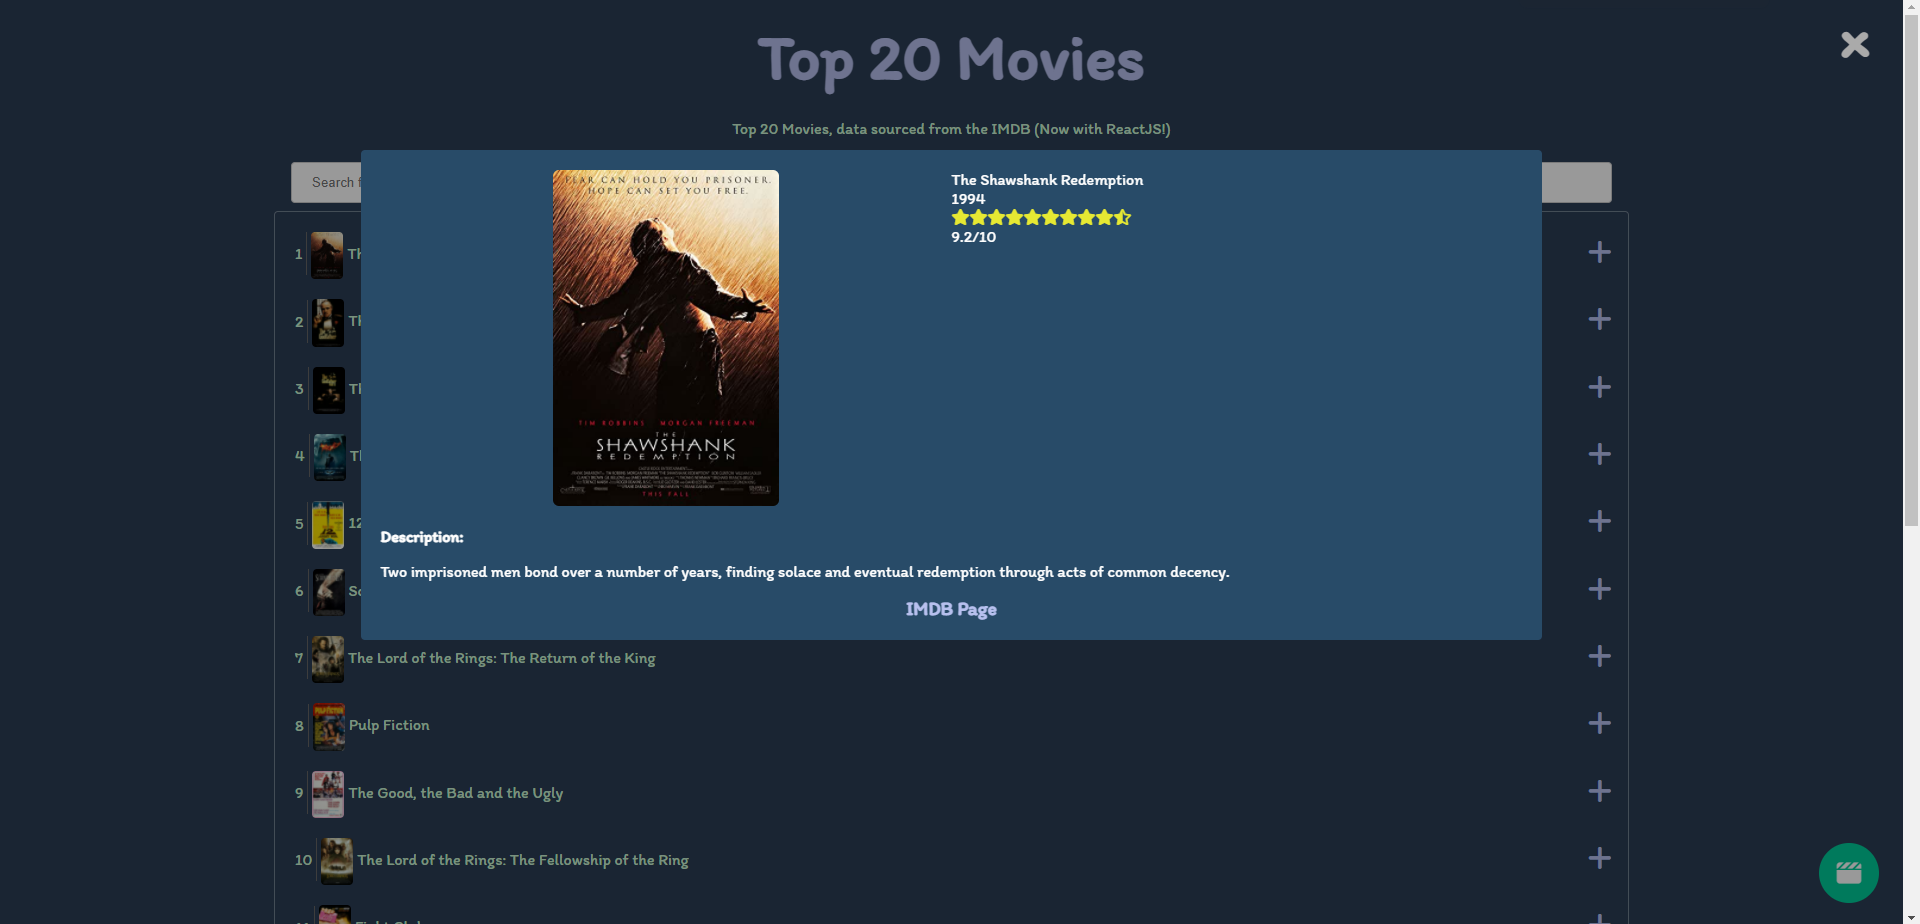 Top 20 Movies
Top 20 Movies, data sourced from the IMDB (Now with ReactJS!)
Search f
FEAR CAN HOLD YOU PRISONER.
HOPE CAN SET YOU FREE.
TIM ROBBINS MORGAN FREEMAN
THE
SHAWSHANK
REDEMPTION
THIS FALL
The Shawshank Redemption
1994
9.2/10
Description:
Two imprisoned men bond over a number of years, finding solace and eventual redemption through acts of common decency.
IMDB Page
1 Th
2 Th
3 Th
4 Th
5 12
6 Sc
7 The Lord of the Rings: The Return of the King
8 Pulp Fiction
9 The Good, the Bad and the Ugly
10 The Lord of the Rings: The Fellowship of the Ring